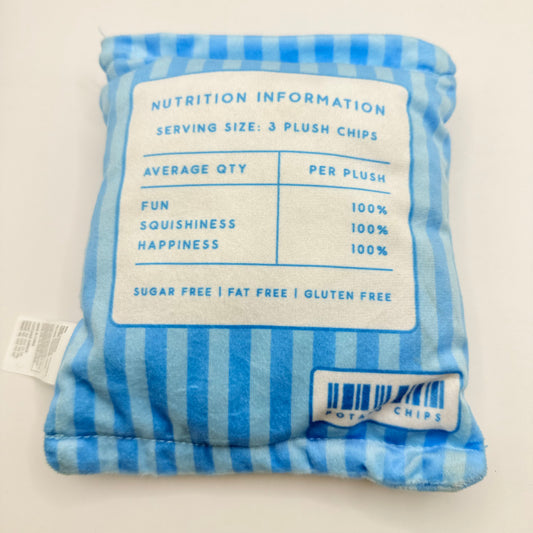 NUTRITION INFORMATION
SERVING SIZE: 3 PLUSH CHIPS
AVERAGE QTY PER PLUSH
FUN 100%
SQUISHINESS 100%
HAPPINESS 100%
SUGAR FREE | FAT FREE | GLUTEN FREE
CHIPS